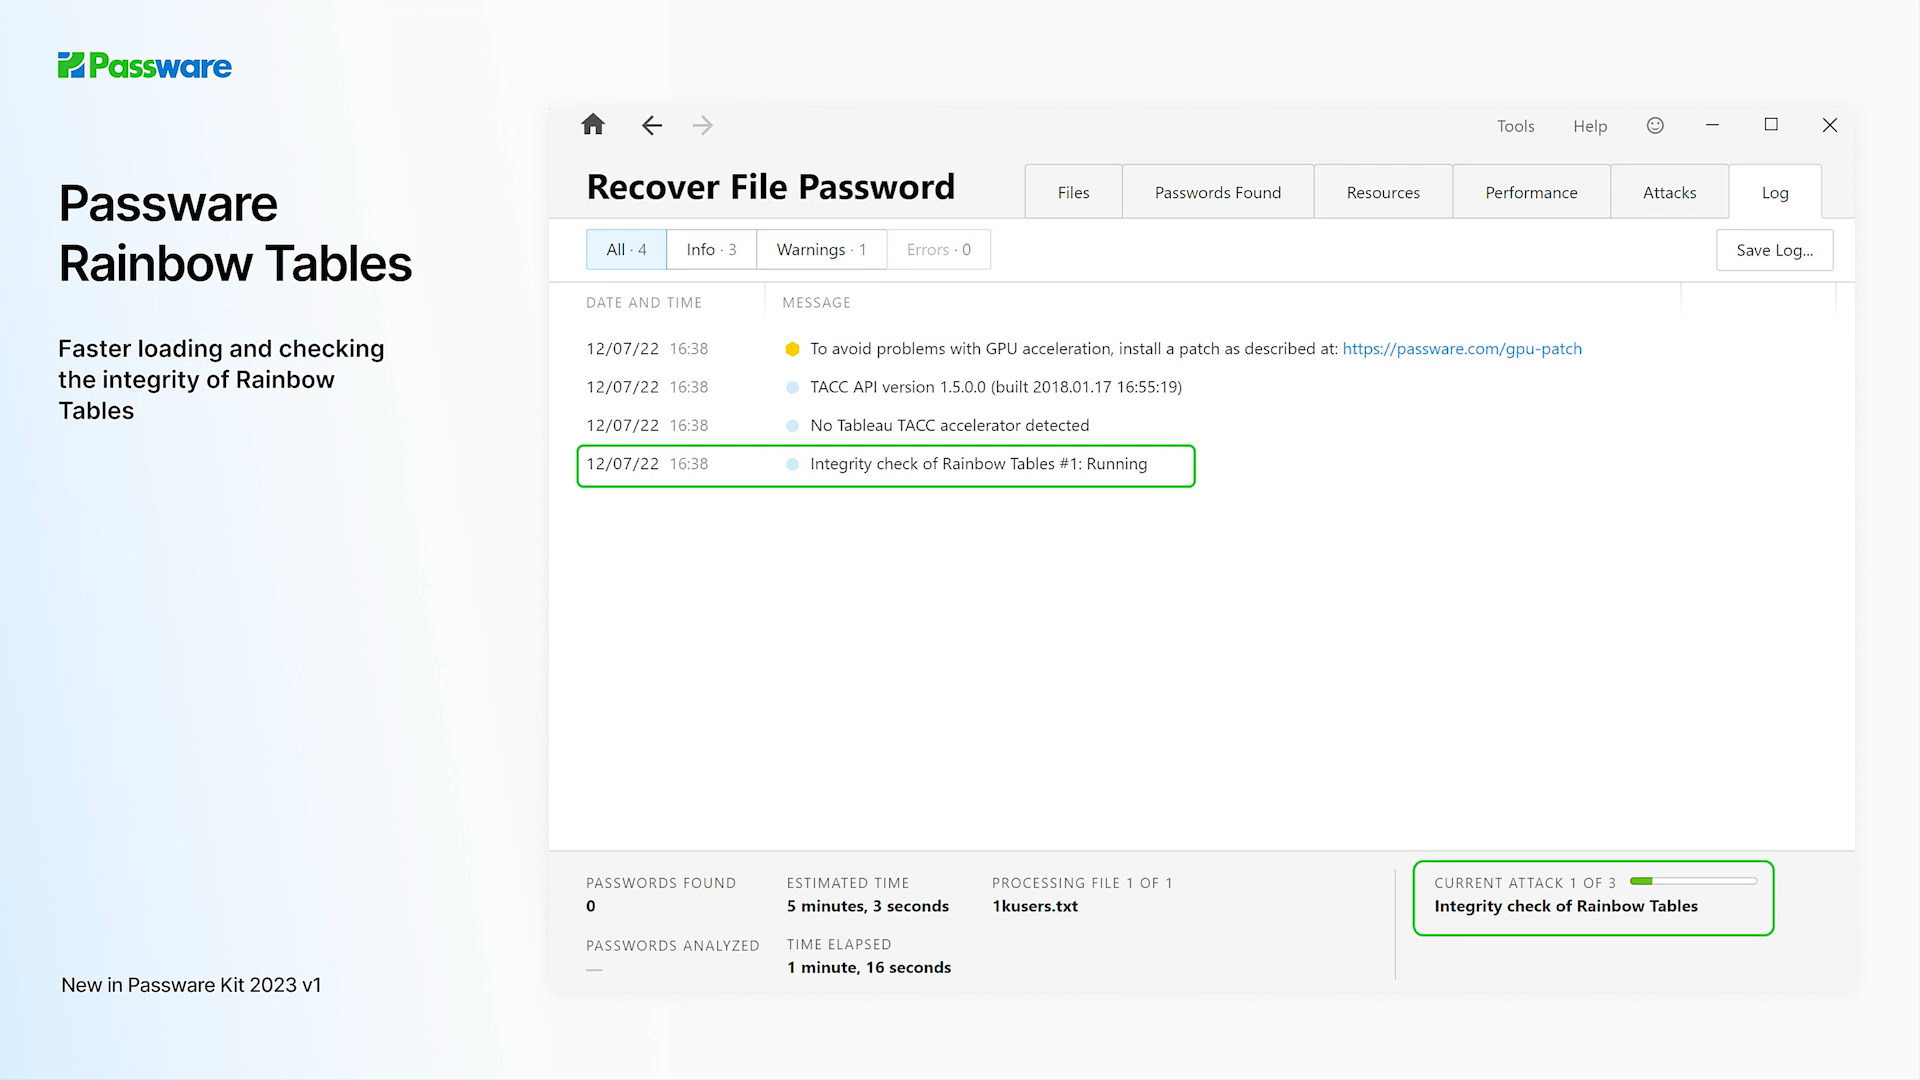 Passware
Passware
Rainbow Tables
Faster loading and checking
the integrity of Rainbow
Tables
New in Passware Kit 2023 v1
Tools Help
Recover File Password
Files Passwords Found Resources Performance Attacks Log
All · 4 Info · 3 Warnings · 1 Errors · 0 Save Log...
DATE AND TIME MESSAGE
12/07/22 16:38 To avoid problems with GPU acceleration, install a patch as described at: https://passware.com/gpu-patch
12/07/22 16:38 TACC API version 1.5.0.0 (built 2018.01.17 16:55:19)
12/07/22 16:38 No Tableau TACC accelerator detected
12/07/22 16:38 Integrity check of Rainbow Tables #1: Running
PASSWORDS FOUND ESTIMATED TIME PROCESSING FILE 1 OF 1 CURRENT ATTACK 1 OF 3
0 5 minutes, 3 seconds 1kusers.txt Integrity check of Rainbow Tables
PASSWORDS ANALYZED TIME ELAPSED
— 1 minute, 16 seconds